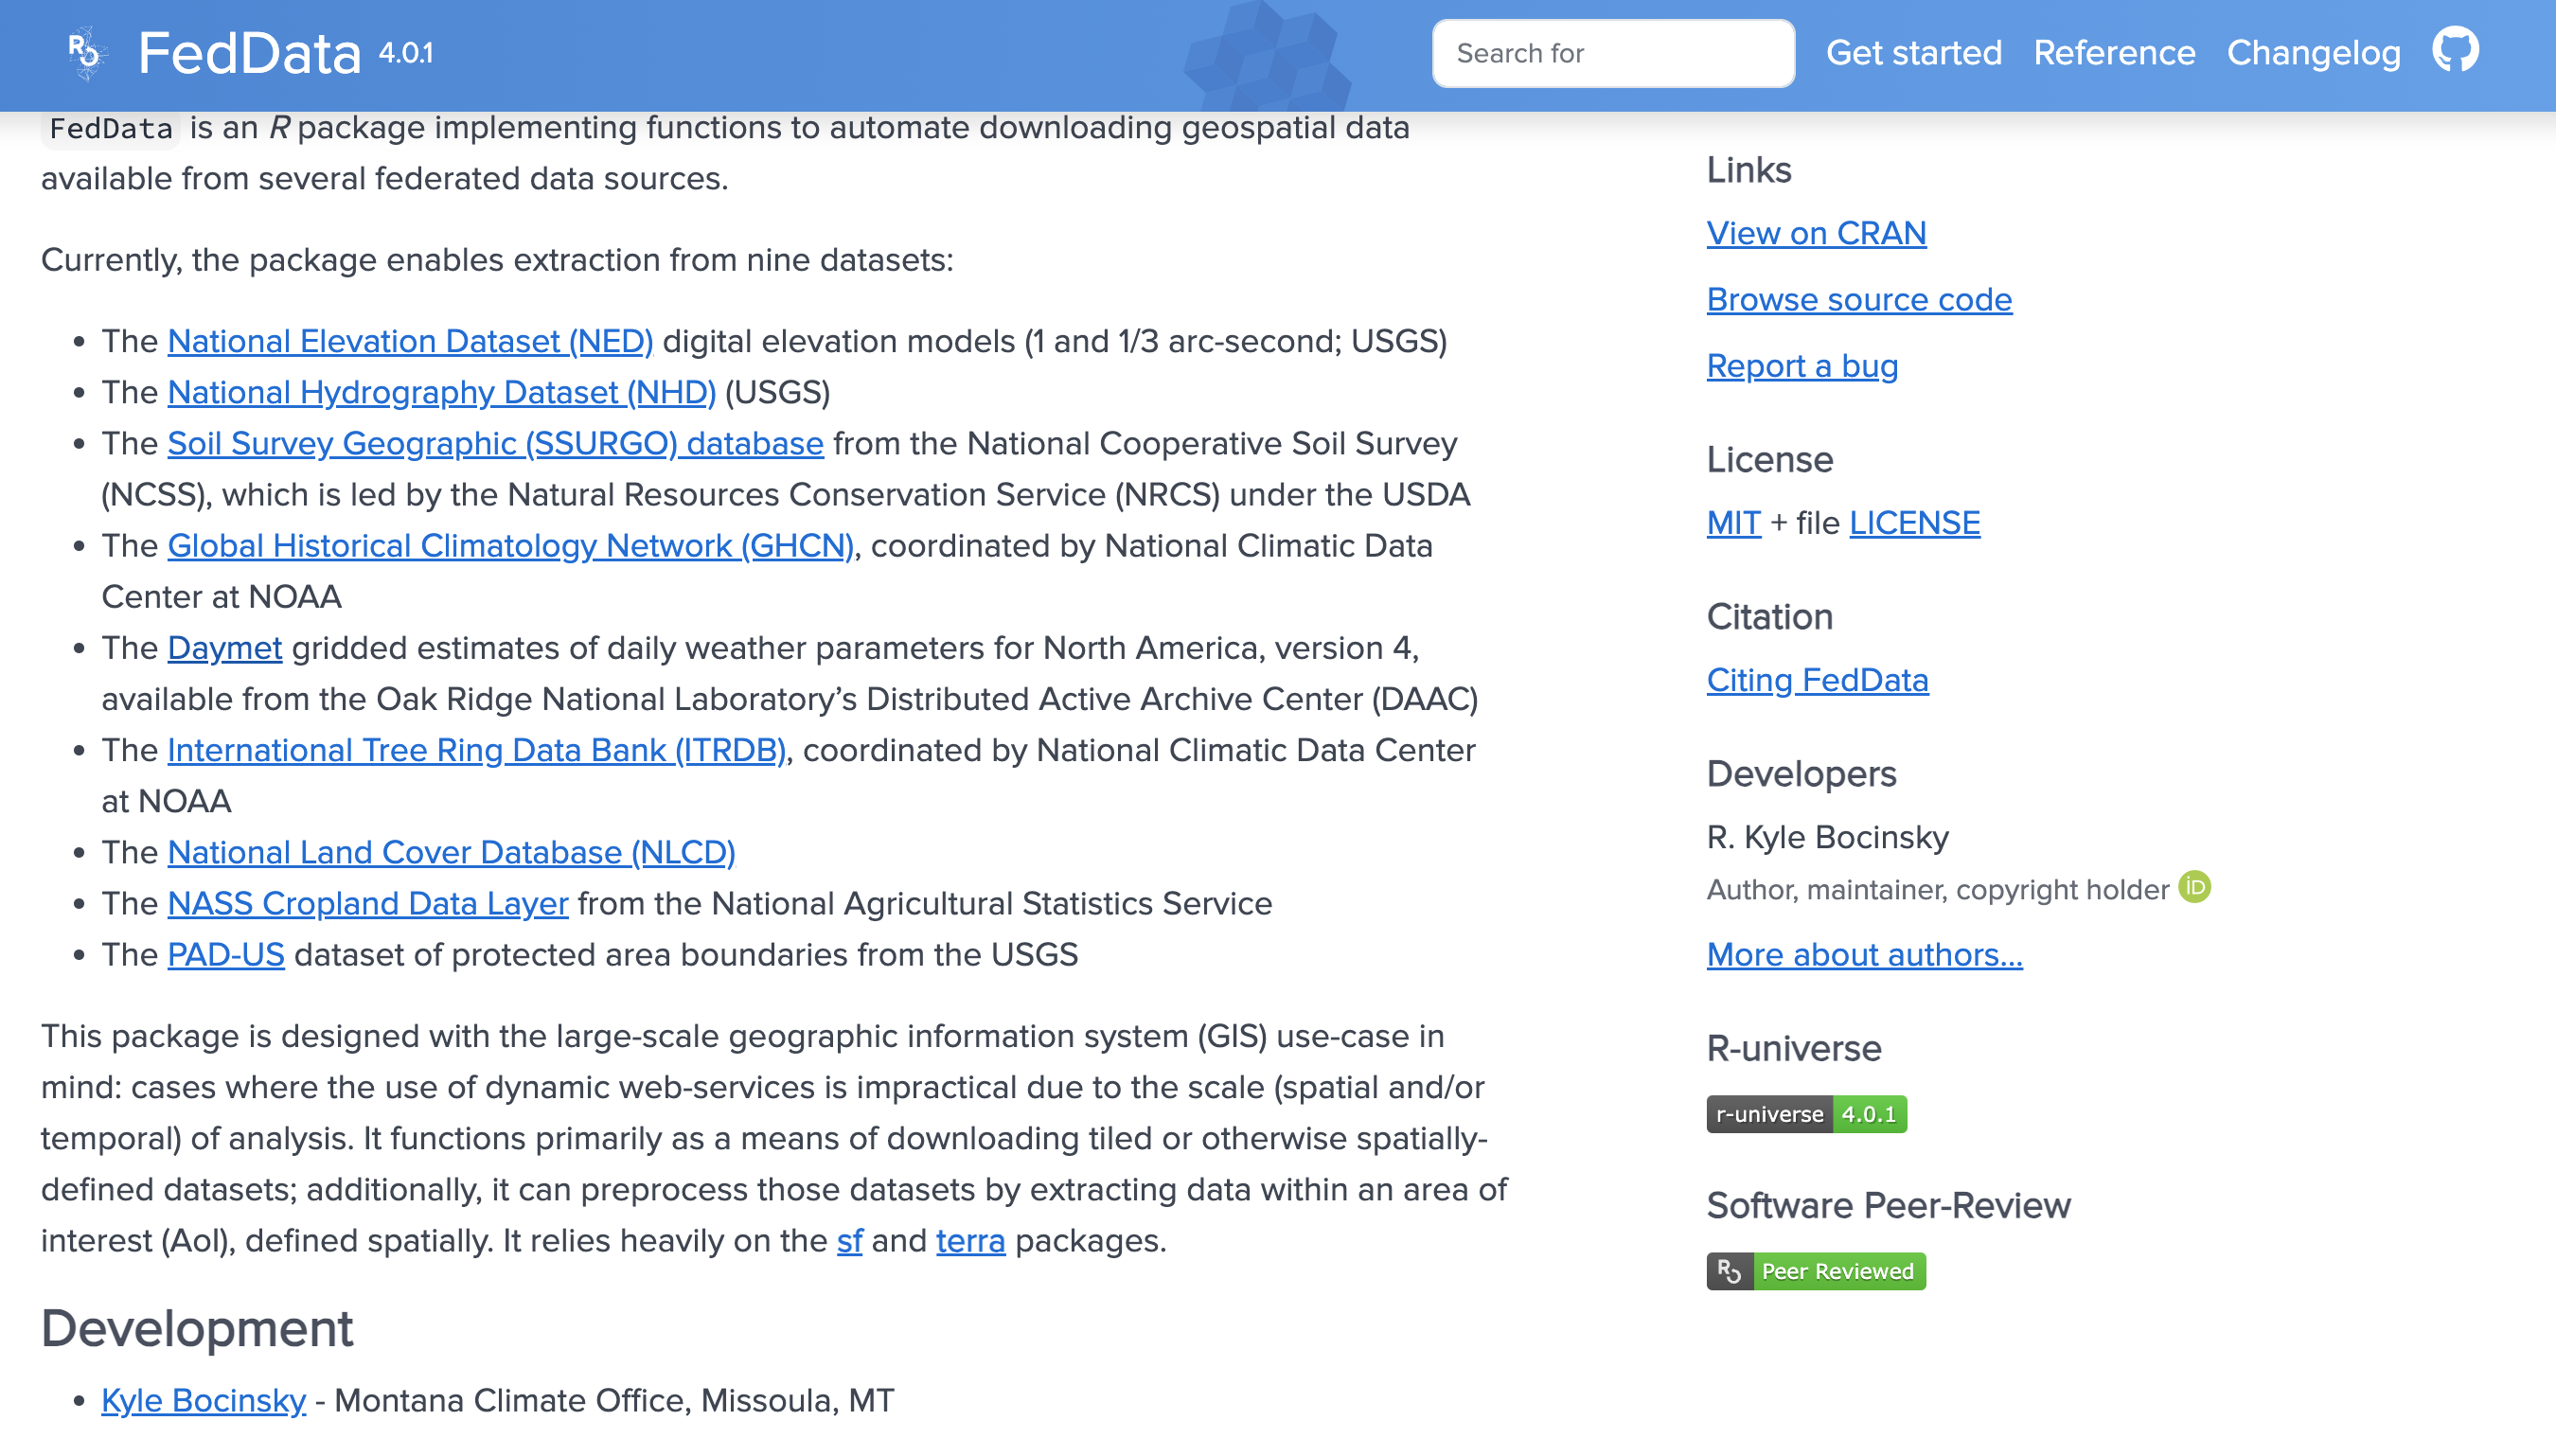 FedData 4.0.1
Search for
Get started
Reference
Changelog
FedData is an R package implementing functions to automate downloading geospatial data
available from several federated data sources.
Currently, the package enables extraction from nine datasets:
• The National Elevation Dataset (NED) digital elevation models (1 and 1/3 arc-second; USGS)
• The National Hydrography Dataset (NHD) (USGS)
• The Soil Survey Geographic (SSURGO) database from the National Cooperative Soil Survey
(NCSS), which is led by the Natural Resources Conservation Service (NRCS) under the USDA
• The Global Historical Climatology Network (GHCN), coordinated by National Climatic Data
Center at NOAA
• The Daymet gridded estimates of daily weather parameters for North America, version 4,
available from the Oak Ridge National Laboratory’s Distributed Active Archive Center (DAAC)
• The International Tree Ring Data Bank (ITRDB), coordinated by National Climatic Data Center
at NOAA
• The National Land Cover Database (NLCD)
• The NASS Cropland Data Layer from the National Agricultural Statistics Service
• The PAD-US dataset of protected area boundaries from the USGS
This package is designed with the large-scale geographic information system (GIS) use-case in
mind: cases where the use of dynamic web-services is impractical due to the scale (spatial and/or
temporal) of analysis. It functions primarily as a means of downloading tiled or otherwise spatially-
defined datasets; additionally, it can preprocess those datasets by extracting data within an area of
interest (AoI), defined spatially. It relies heavily on the sf and terra packages.
Development
• Kyle Bocinsky - Montana Climate Office, Missoula, MT
Links
View on CRAN
Browse source code
Report a bug
License
MIT + file LICENSE
Citation
Citing FedData
Developers
R. Kyle Bocinsky
Author, maintainer, copyright holder iD
More about authors...
R-universe
r-universe 4.0.1
Software Peer-Review
Peer Reviewed